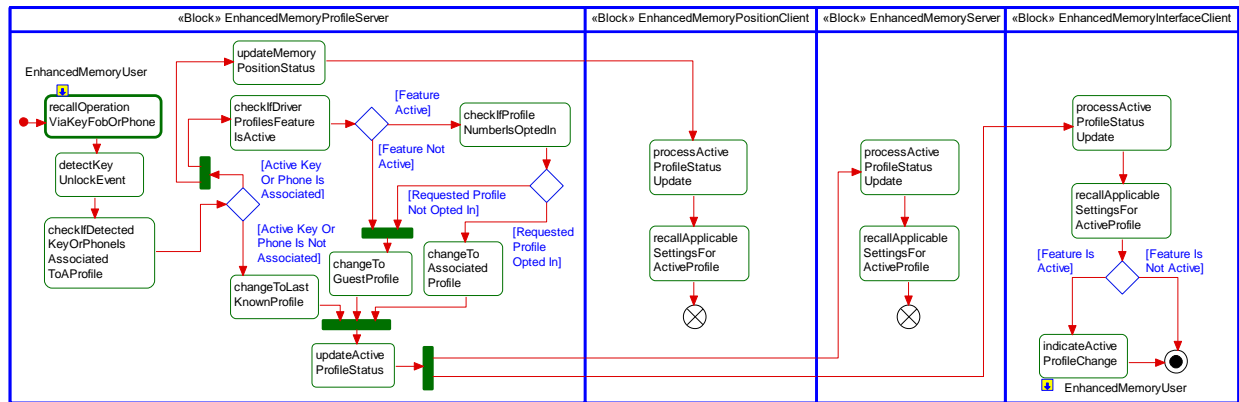 «Block» EnhancedMemoryProfileServer
«Block» EnhancedMemoryPositionClient
«Block» EnhancedMemoryServer
«Block» EnhancedMemoryInterfaceClient
EnhancedMemoryUser
recallOperation
ViaKeyFobOrPhone
detectKey
UnlockEvent
checkIfDetected
KeyOrPhoneIs
Associated
ToAProfile
updateMemory
PositionStatus
checkIfDriver
ProfilesFeature
IsActive
[Active Key
Or Phone Is
Associated]
[Active Key Or
Phone Is Not
Associated]
changeToLast
KnownProfile
[Feature
Active]
[Feature Not
Active]
checkIfProfile
NumberIsOptedIn
[Requested Profile
Not Opted In]
[Requested
Profile
Opted In]
changeTo
GuestProfile
changeTo
Associated
Profile
updateActive
ProfileStatus
processActive
ProfileStatus
Update
recallApplicable
SettingsFor
ActiveProfile
processActive
ProfileStatus
Update
recallApplicable
SettingsFor
ActiveProfile
processActive
ProfileStatus
Update
recallApplicable
SettingsFor
ActiveProfile
[Feature Is
Active]
[Feature Is
Not Active]
indicateActive
ProfileChange
EnhancedMemoryUser